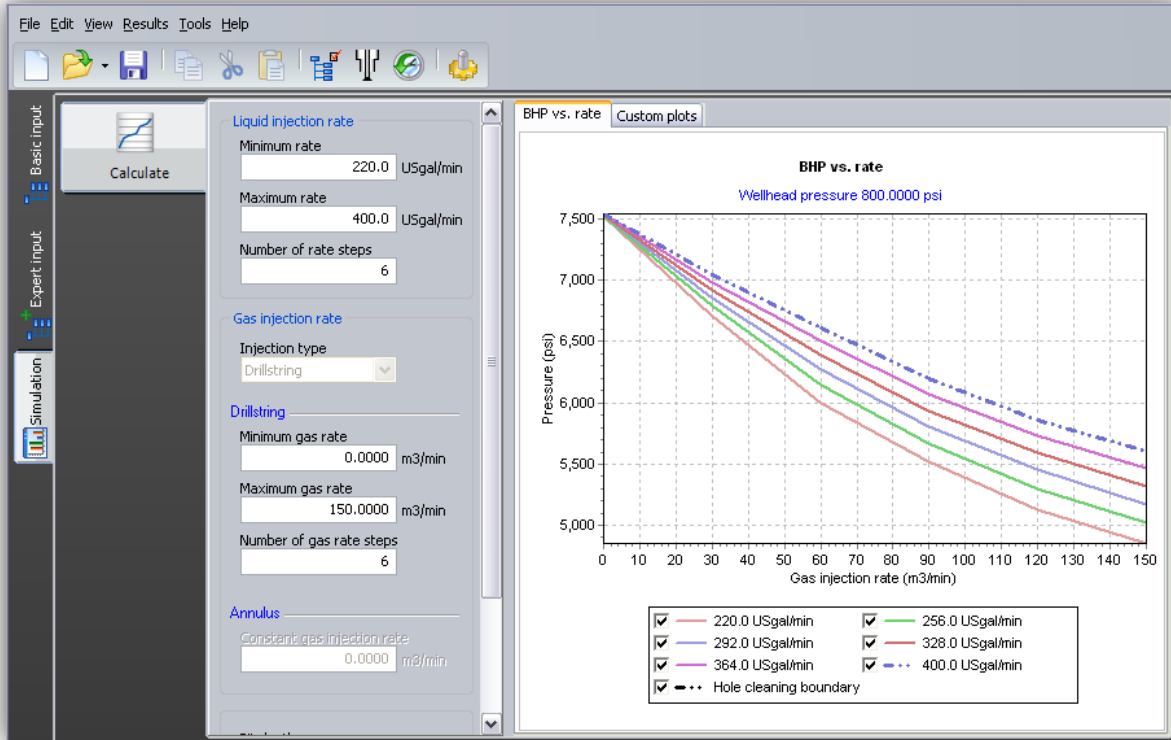 File Edit View Results Tools Help
Basic input
Expert input
Simulation
Calculate
Liquid injection rate
Minimum rate
220.0 USgal/min
Maximum rate
400.0 USgal/min
Number of rate steps
6
Gas injection rate
Injection type
Drillstring
Drillstring
Minimum gas rate
0.0000 m3/min
Maximum gas rate
150.0000 m3/min
Number of gas rate steps
6
Annulus
Constant gas injection rate
0.0000 m3/min
BHP vs. rate Custom plots
BHP vs. rate
Wellhead pressure 800.0000 psi
Pressure (psi)
7,500
7,000
6,500
6,000
5,500
5,000
0 10 20 30 40 50 60 70 80 90 100 110 120 130 140 150
Gas injection rate (m3/min)
220.0 USgal/min 256.0 USgal/min
292.0 USgal/min 328.0 USgal/min
364.0 USgal/min 400.0 USgal/min
Hole cleaning boundary